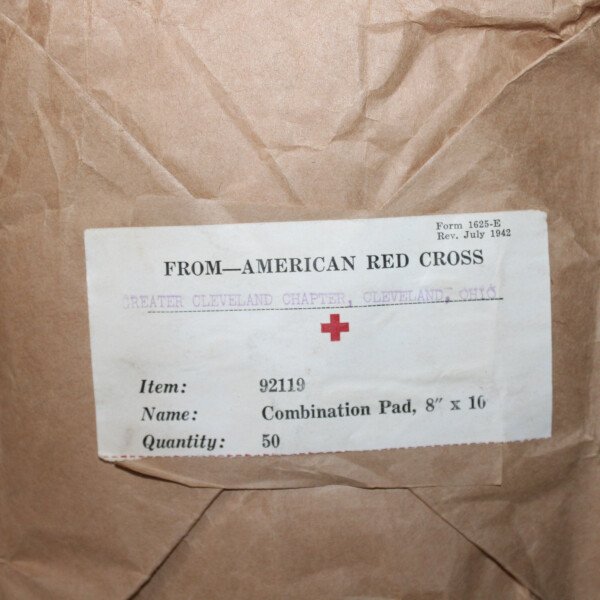 Form 1625-E
Rev. July 1942
FROM—AMERICAN RED CROSS
GREATER CLEVELAND CHAPTER, CLEVELAND, OHIO
Item: 92119
Name: Combination Pad, 8″ x 10
Quantity: 50